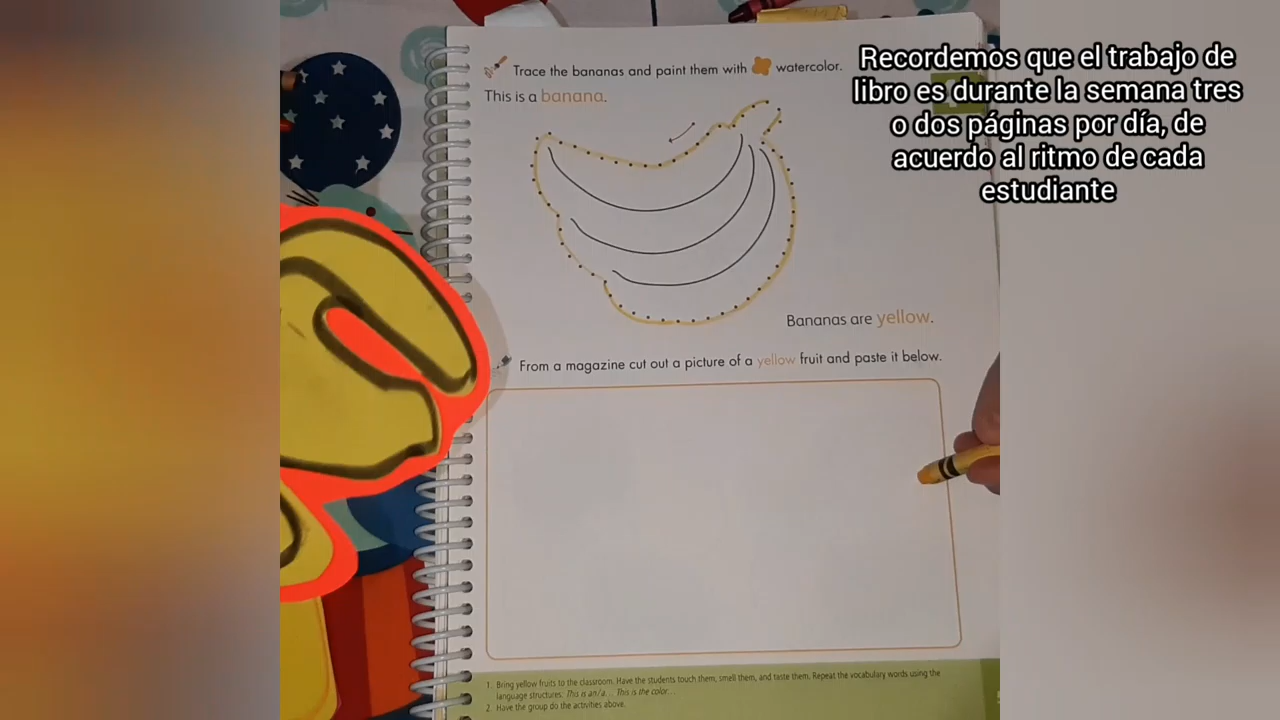 Trace the bananas and paint them with watercolor.
This is a banana.
Recordemos que el trabajo de
libro es durante la semana tres
o dos páginas por día, de
acuerdo al ritmo de cada
estudiante
Bananas are yellow.
From a magazine cut out a picture of a yellow fruit and paste it below.
1. Bring yellow fruits to the classroom. Have the students touch them, smell them, and taste them. Repeat the vocabulary words using the
language structures: This is an/a... This is the color...
2. Have the group do the activities above.